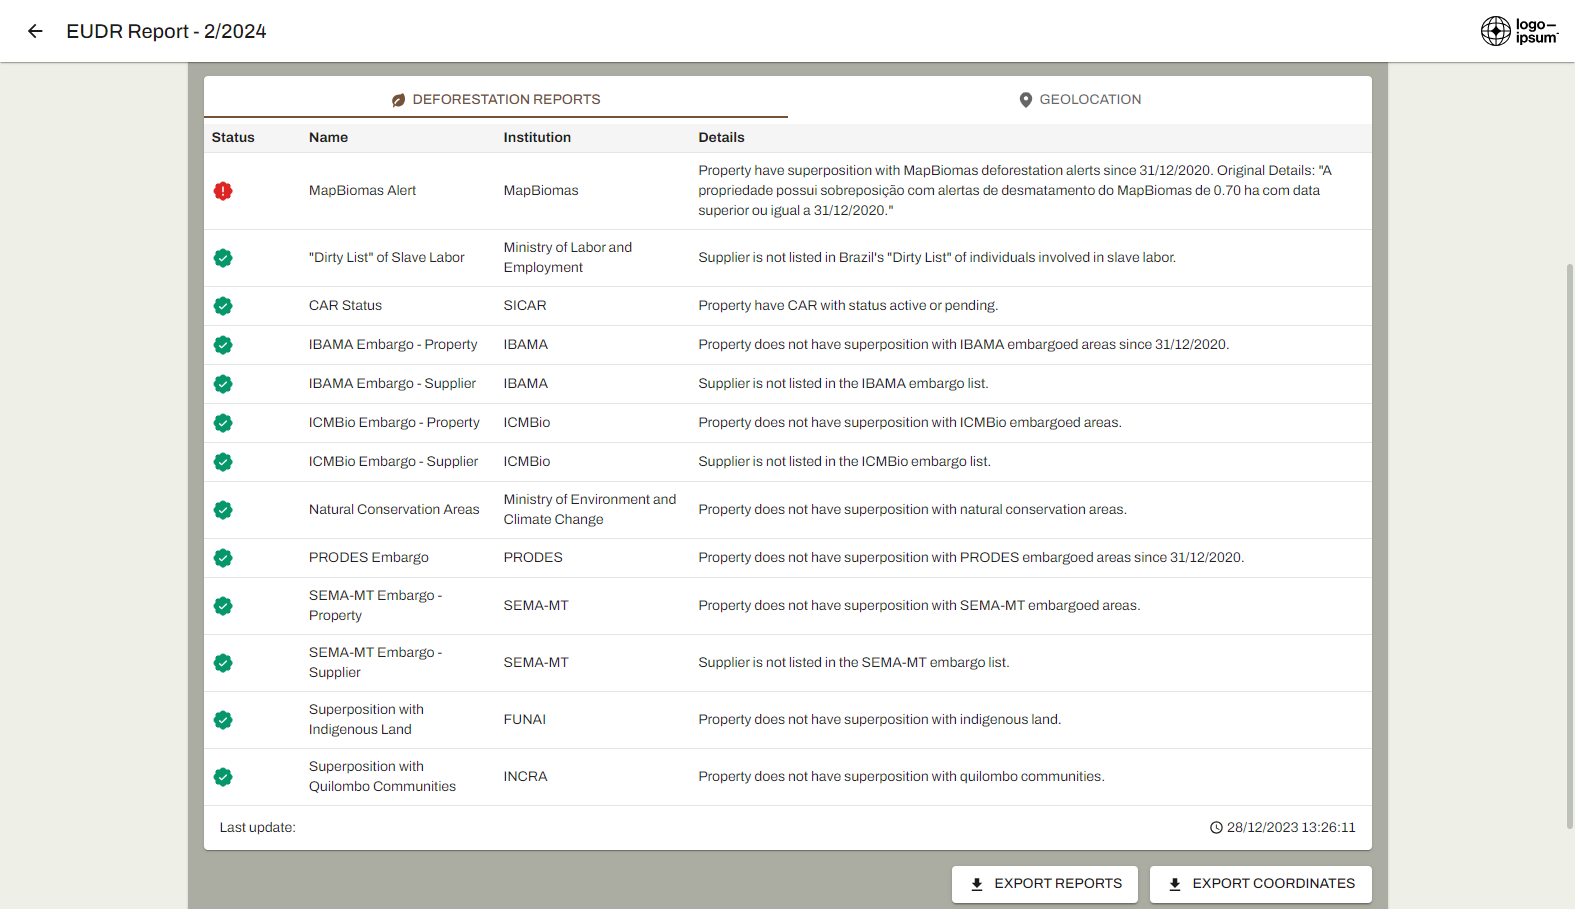 EUDR Report - 2/2024
logo—
ipsum™
DEFORESTATION REPORTS
GEOLOCATION
Status Name Institution Details
MapBiomas Alert MapBiomas Property have superposition with MapBiomas deforestation alerts since 31/12/2020. Original Details: "A
propriedade possui sobreposição com alertas de desmatamento do MapBiomas de 0.70 ha com data
superior ou igual a 31/12/2020."
"Dirty List" of Slave Labor Ministry of Labor and
Employment Supplier is not listed in Brazil's "Dirty List" of individuals involved in slave labor.
CAR Status SICAR Property have CAR with status active or pending.
IBAMA Embargo - Property IBAMA Property does not have superposition with IBAMA embargoed areas since 31/12/2020.
IBAMA Embargo - Supplier IBAMA Supplier is not listed in the IBAMA embargo list.
ICMBio Embargo - Property ICMBio Property does not have superposition with ICMBio embargoed areas.
ICMBio Embargo - Supplier ICMBio Supplier is not listed in the ICMBio embargo list.
Natural Conservation Areas Ministry of Environment and
Climate Change Property does not have superposition with natural conservation areas.
PRODES Embargo PRODES Property does not have superposition with PRODES embargoed areas since 31/12/2020.
SEMA-MT Embargo -
Property SEMA-MT Property does not have superposition with SEMA-MT embargoed areas.
SEMA-MT Embargo -
Supplier SEMA-MT Supplier is not listed in the SEMA-MT embargo list.
Superposition with
Indigenous Land FUNAI Property does not have superposition with indigenous land.
Superposition with
Quilombo Communities INCRA Property does not have superposition with quilombo communities.
Last update: 28/12/2023 13:26:11
EXPORT REPORTS
EXPORT COORDINATES